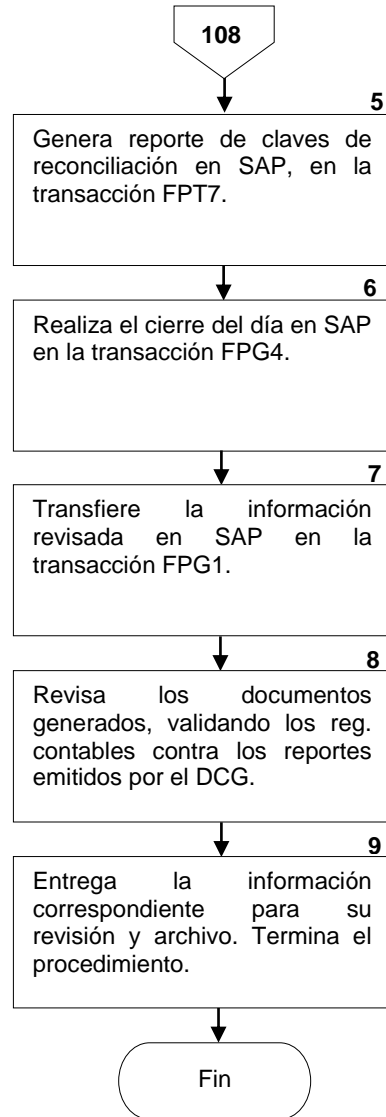 108
5
Genera reporte de claves de
reconciliación en SAP, en la
transacción FPT7.
6
Realiza el cierre del día en SAP
en la transacción FPG4.
7
Transfiere la información
revisada en SAP en la
transacción FPG1.
8
Revisa los documentos
generados, validando los reg.
contables contra los reportes
emitidos por el DCG.
9
Entrega la información
correspondiente para su
revisión y archivo. Termina el
procedimiento.
Fin